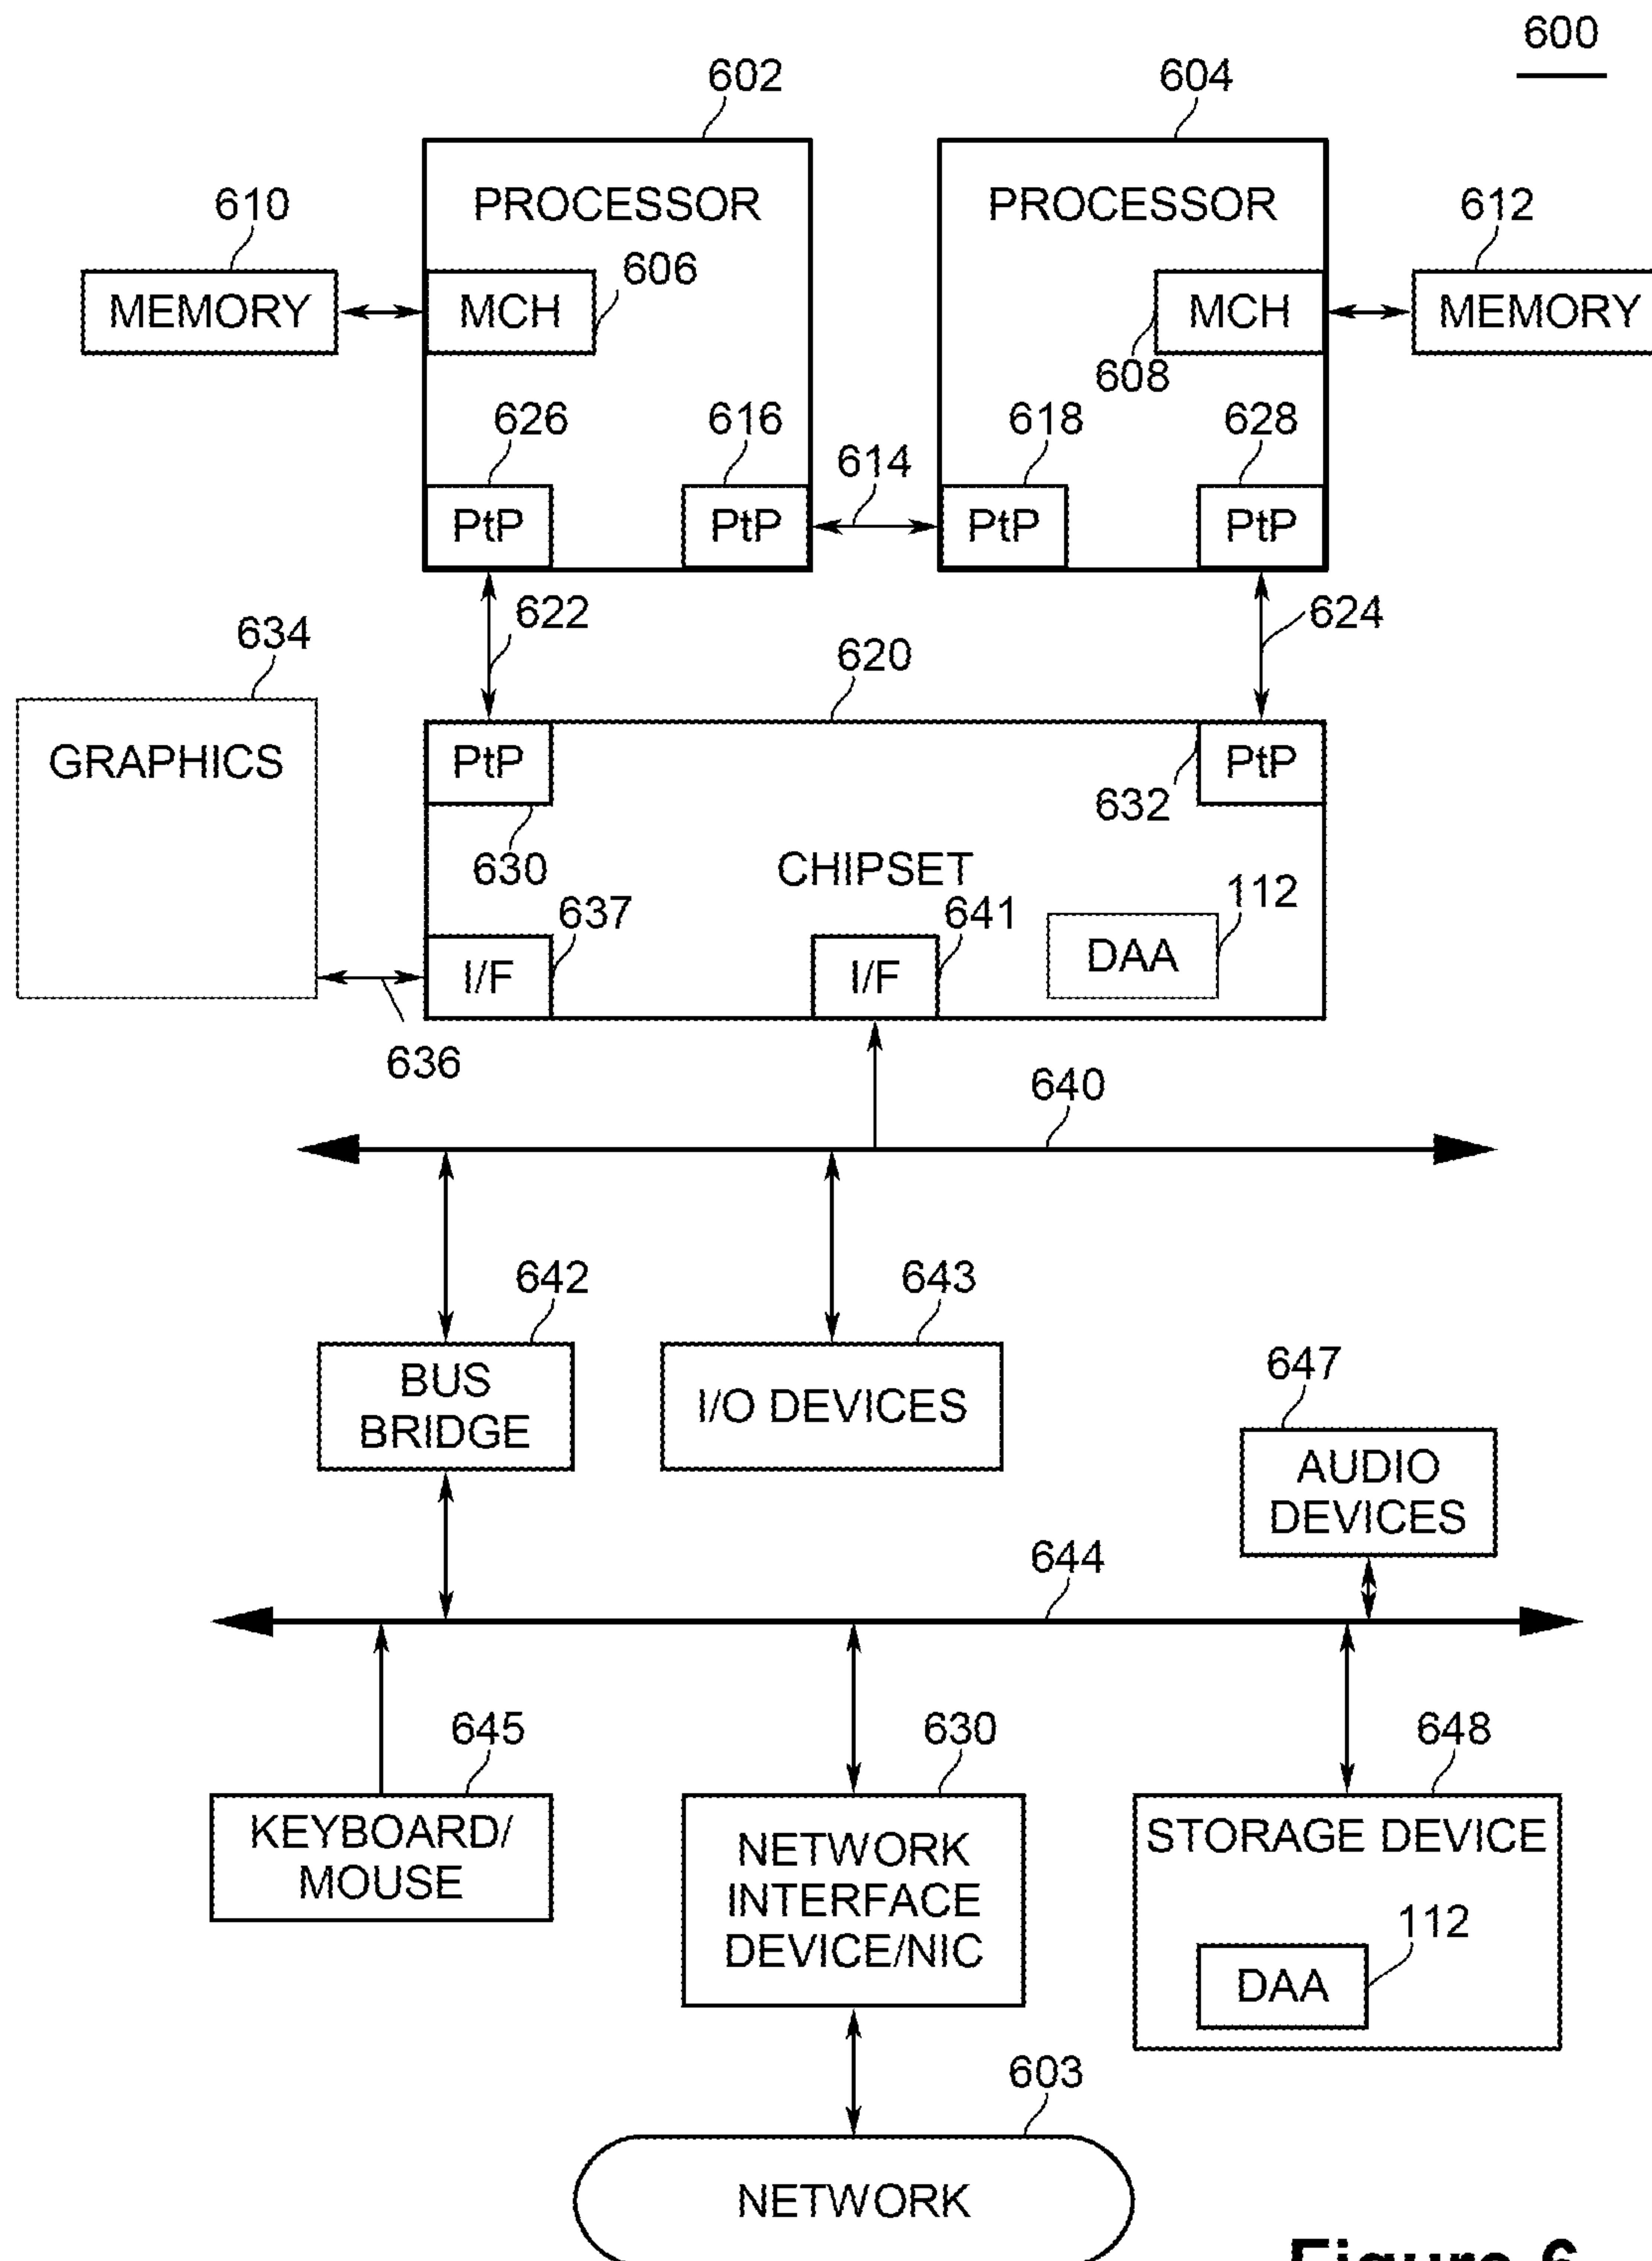 600
602
604
PROCESSOR
PROCESSOR
610
612
606
MEMORY
MCH
MCH
MEMORY
608
626
616
618
628
614
PtP
PtP
PtP
PtP
622
624
634
620
GRAPHICS
PtP
PtP
632
630
CHIPSET
112
637
641
DAA
I/F
I/F
636
640
642
643
BUS
BRIDGE
I/O DEVICES
647
AUDIO
DEVICES
644
645
630
648
KEYBOARD/
MOUSE
NETWORK
INTERFACE
DEVICE/NIC
STORAGE DEVICE
112
DAA
603
NETWORK
Figure 6